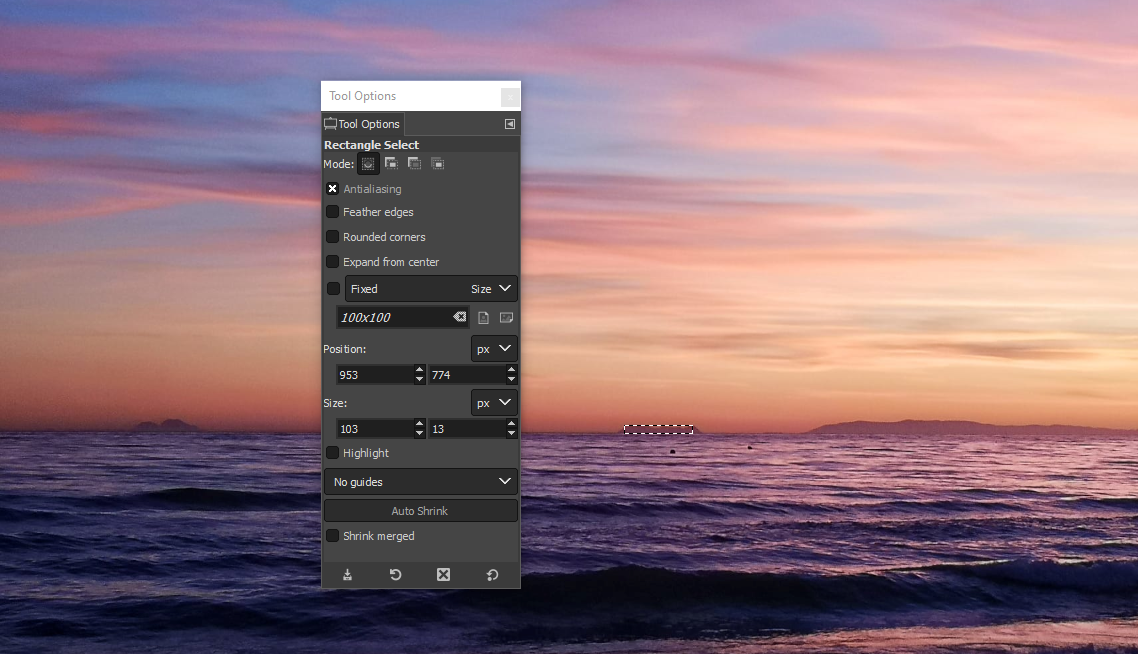 Tool Options
Tool Options
Rectangle Select
Mode:
Antialiasing
Feather edges
Rounded corners
Expand from center
Fixed Size
100x100
Position: px
953 774
Size: px
103 13
Highlight
No guides
Auto Shrink
Shrink merged